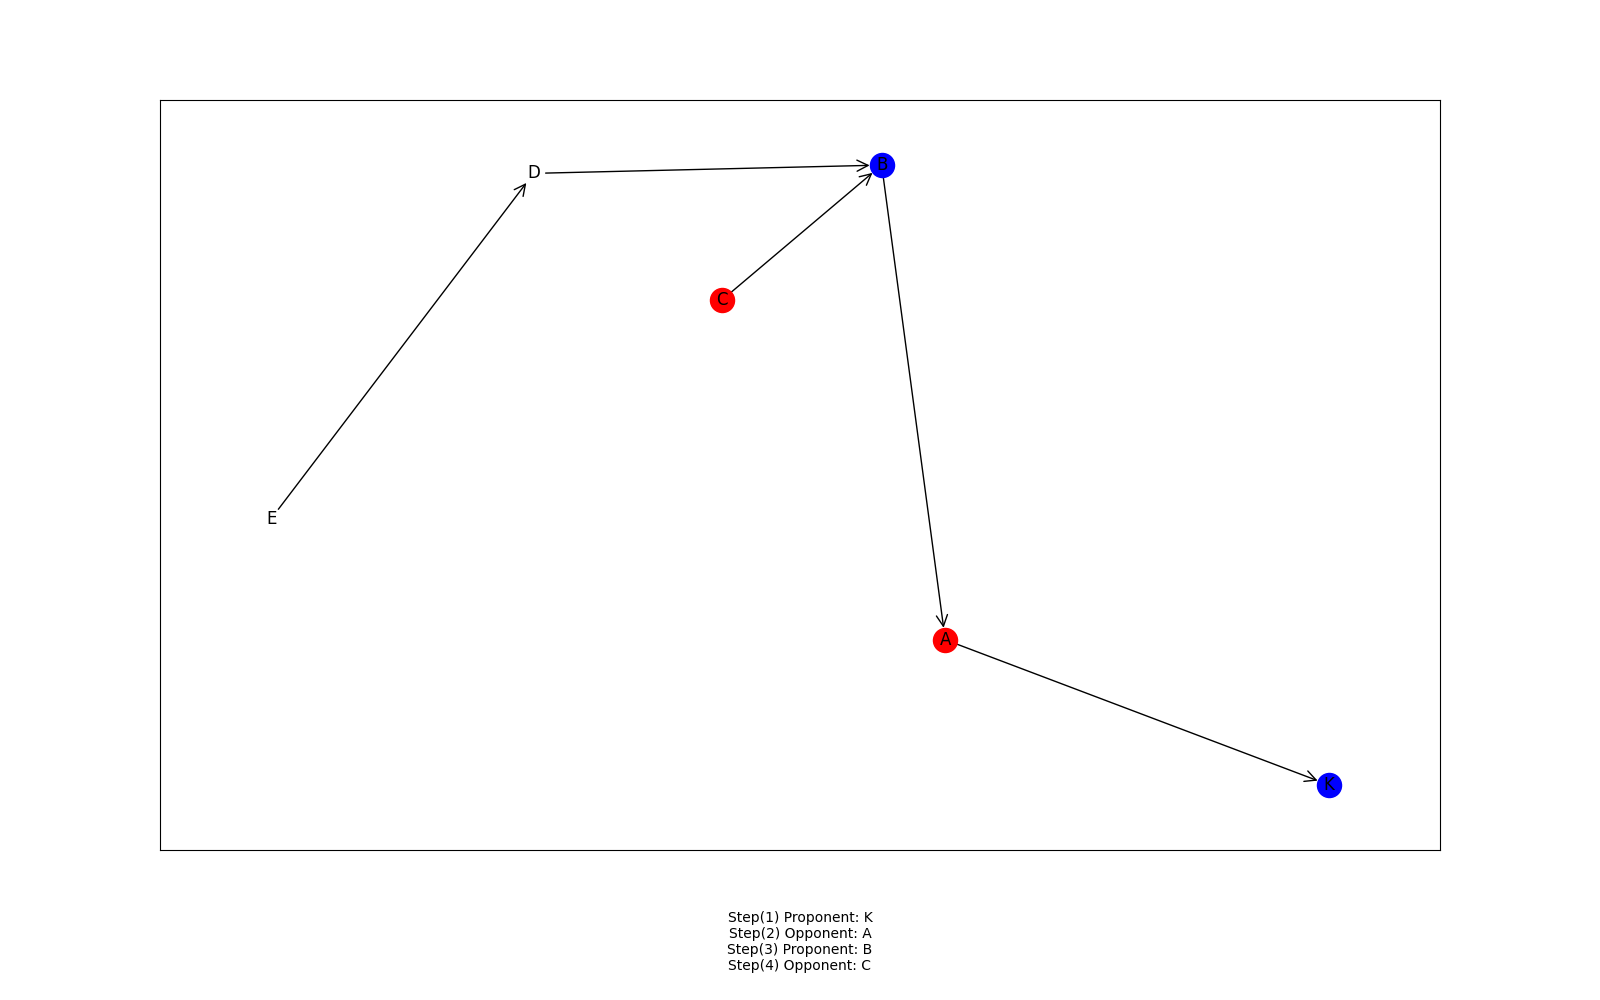 D
B
C
E
A
K
Step(1) Proponent: K
Step(2) Opponent: A
Step(3) Proponent: B
Step(4) Opponent: C